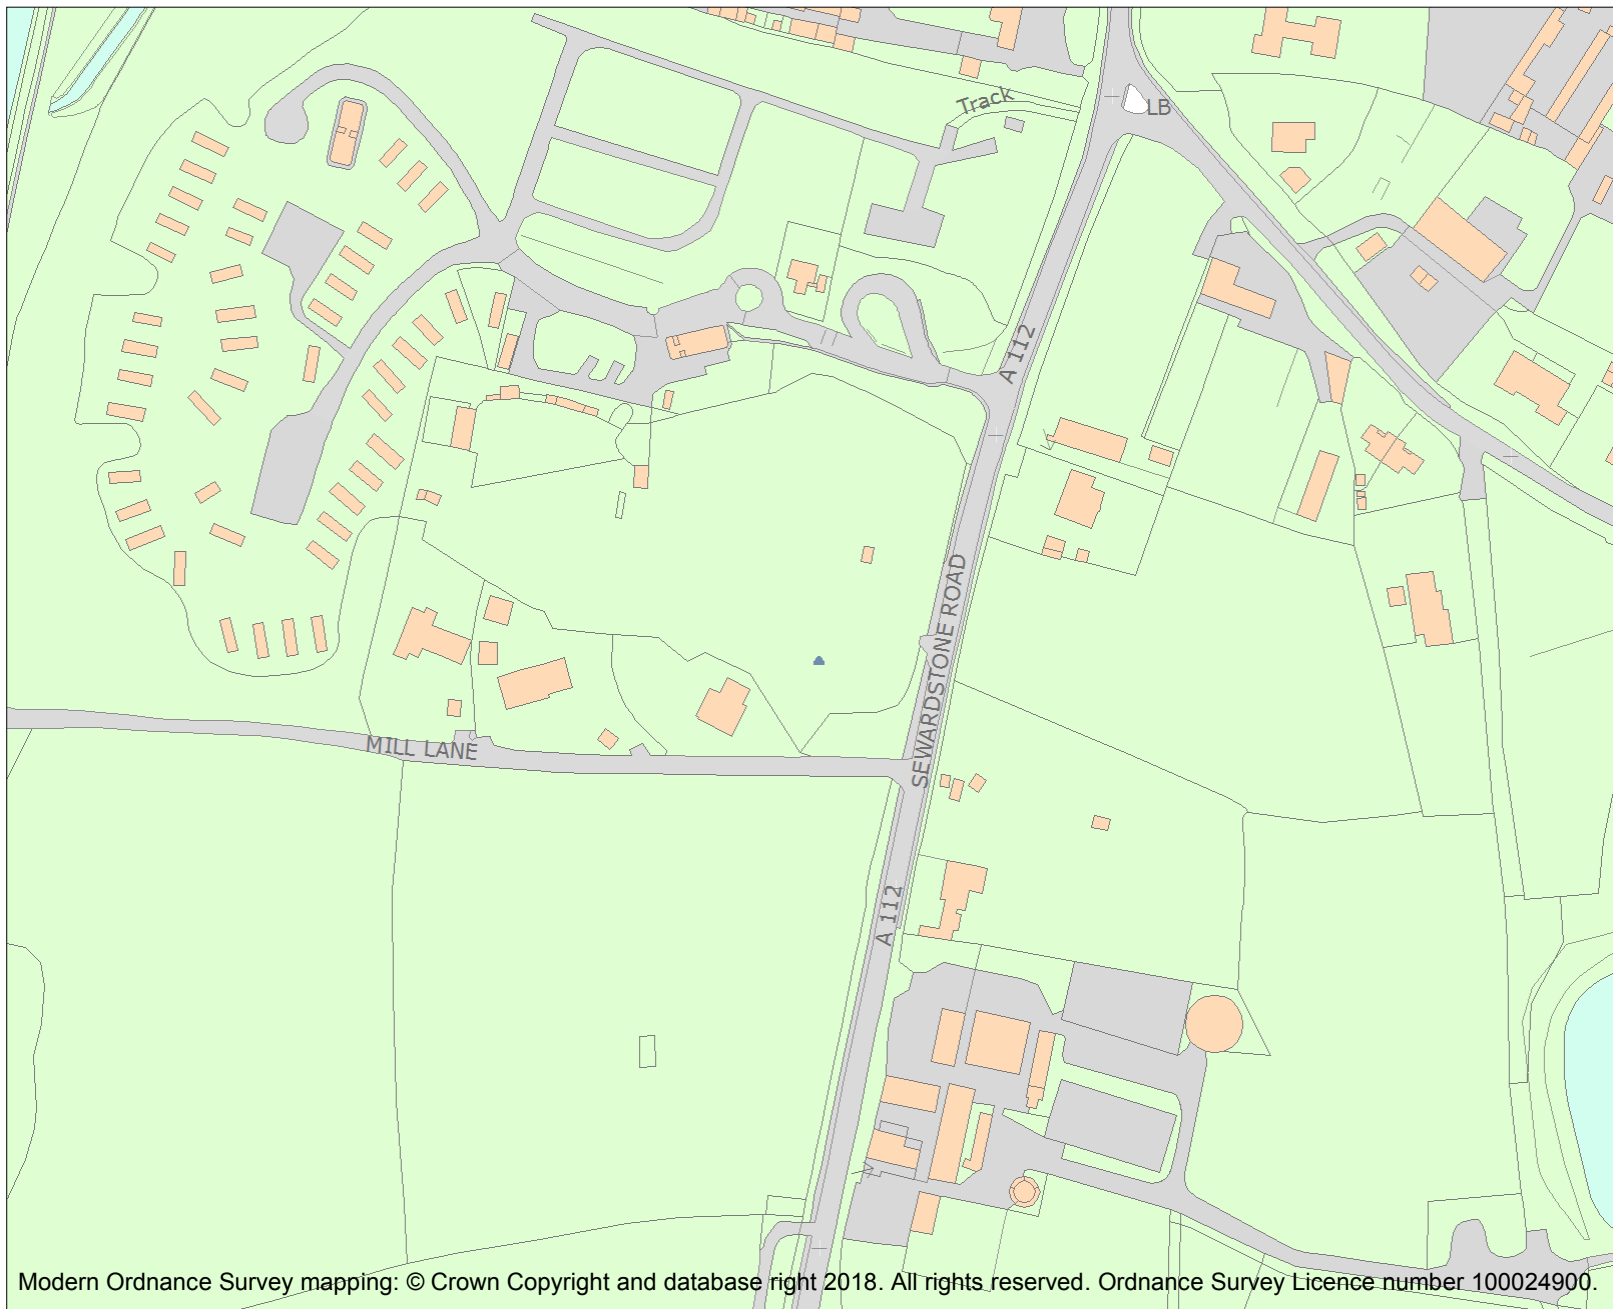 Track
LB
A 112
SEWARDSTONE ROAD
MILL LANE
A 112
Modern Ordnance Survey mapping: © Crown Copyright and database right 2018. All rights reserved. Ordnance Survey Licence number 100024900.